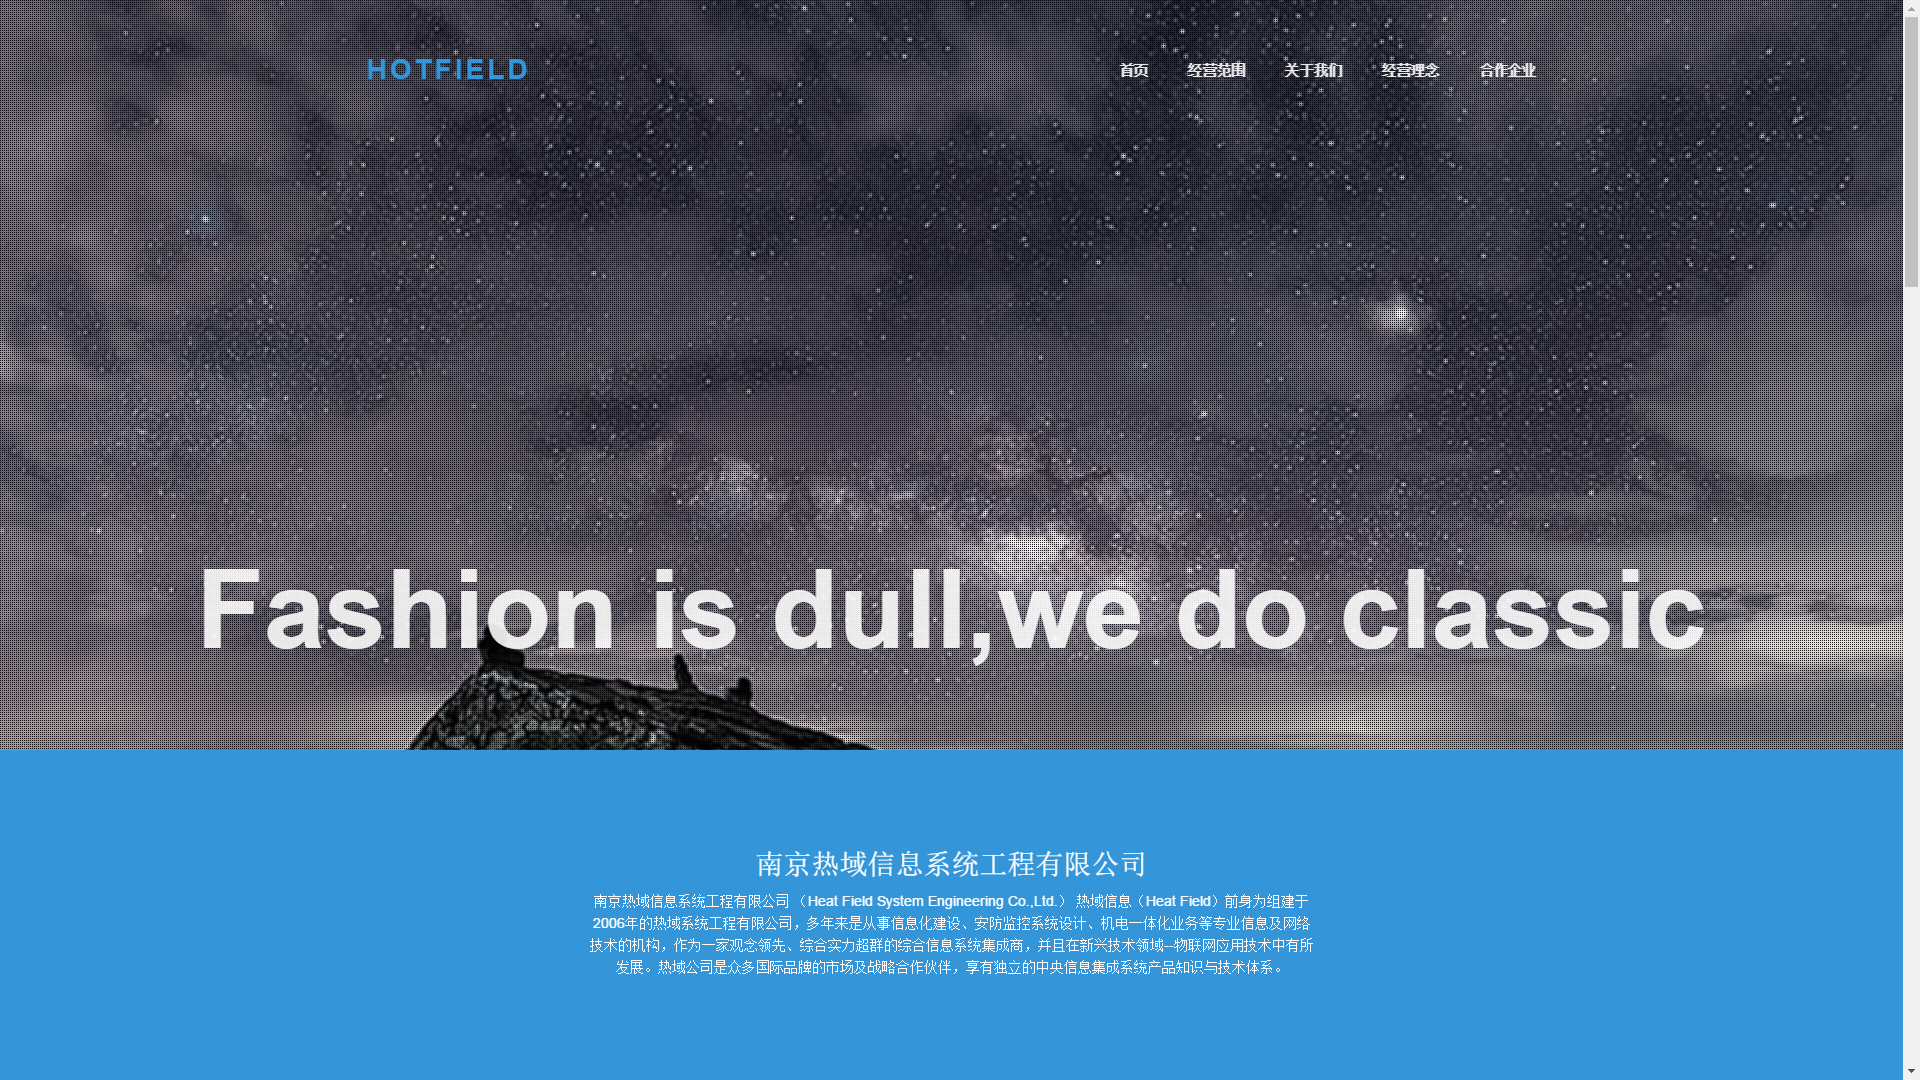 HOTFIELD
首页 经营范围 关于我们 经营理念 合作企业
Fashion is dull,we do classic
南京热域信息系统工程有限公司
南京热域信息系统工程有限公司 （Heat Field System Engineering Co.,Ltd.） 热域信息（Heat Field）前身为组建于
2006年的热域系统工程有限公司，多年来是从事信息化建设、安防监控系统设计、机电一体化业务等专业信息及网络
技术的机构，作为一家观念领先、综合实力超群的综合信息系统集成商，并且在新兴技术领域--物联网应用技术中有所
发展。热域公司是众多国际品牌的市场及战略合作伙伴，享有独立的中央信息集成系统产品知识与技术体系。